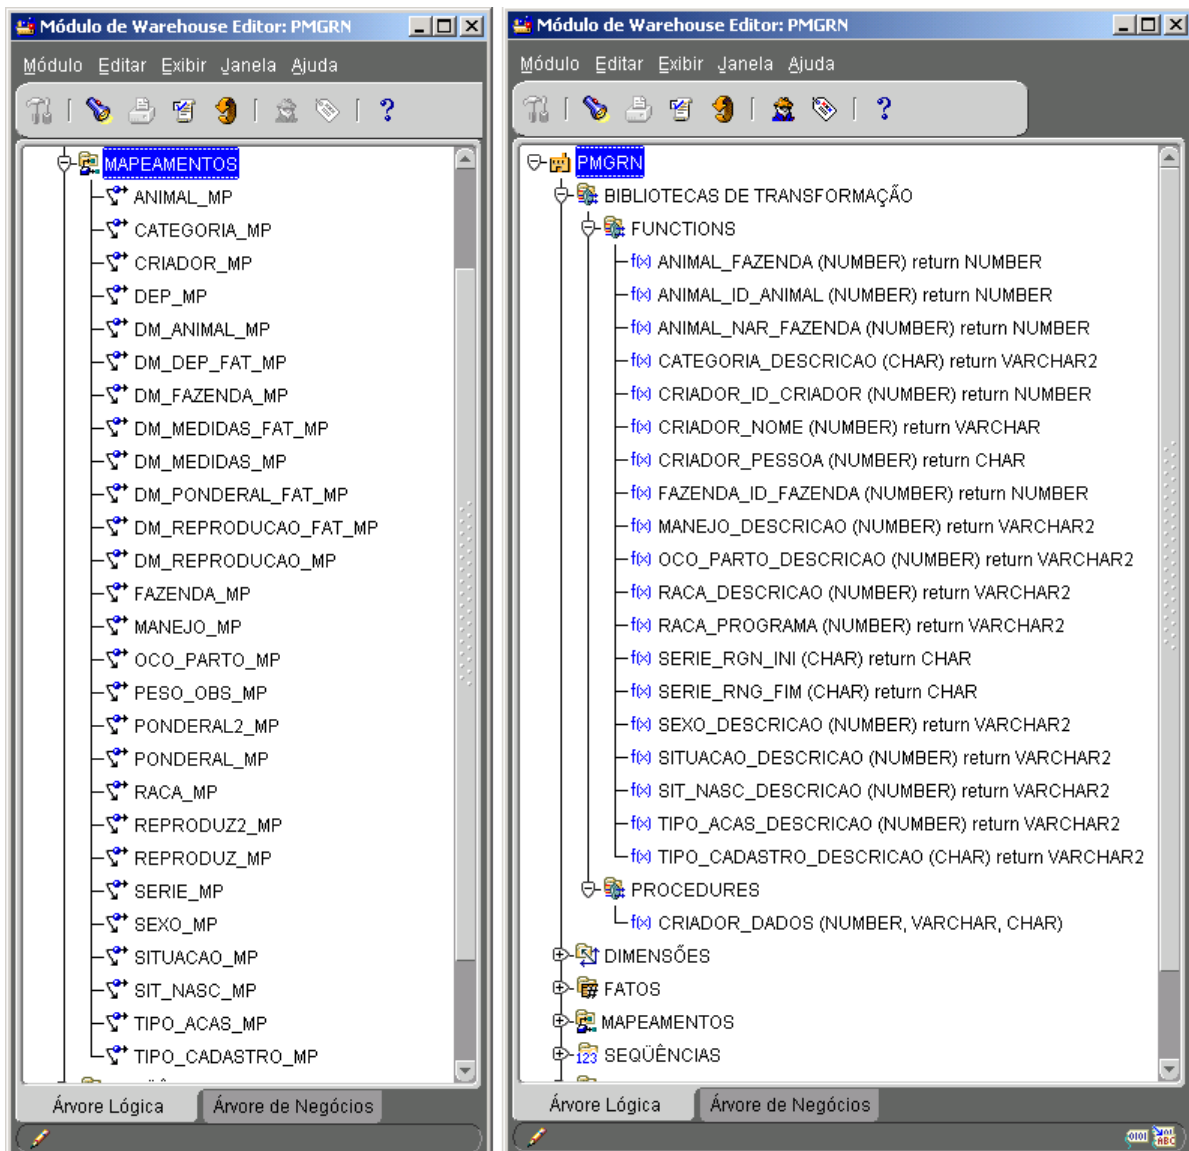 Módulo de Warehouse Editor: PMGRN
Módulo Editar Exibir Janela Ajuda
?
MAPEAMENTOS
ANIMAL_MP
CATEGORIA_MP
CRIADOR_MP
DEP_MP
DM_ANIMAL_MP
DM_DEP_FAT_MP
DM_FAZENDA_MP
DM_MEDIDAS_FAT_MP
DM_MEDIDAS_MP
DM_PONDERAL_FAT_MP
DM_REPRODUCAO_FAT_MP
DM_REPRODUCAO_MP
FAZENDA_MP
MANEJO_MP
OCO_PARTO_MP
PESO_OBS_MP
PONDERAL2_MP
PONDERAL_MP
RACA_MP
REPRODUZ2_MP
REPRODUZ_MP
SERIE_MP
SEXO_MP
SITUACAO_MP
SIT_NASC_MP
TIPO_ACAS_MP
TIPO_CADASTRO_MP
Árvore Lógica Árvore de Negócios
Módulo de Warehouse Editor: PMGRN
Módulo Editar Exibir Janela Ajuda
?
PMGRN
BIBLIOTECAS DE TRANSFORMAÇÃO
FUNCTIONS
f(x) ANIMAL_FAZENDA (NUMBER) return NUMBER
f(x) ANIMAL_ID_ANIMAL (NUMBER) return NUMBER
f(x) ANIMAL_NAR_FAZENDA (NUMBER) return NUMBER
f(x) CATEGORIA_DESCRICAO (CHAR) return VARCHAR2
f(x) CRIADOR_ID_CRIADOR (NUMBER) return NUMBER
f(x) CRIADOR_NOME (NUMBER) return VARCHAR
f(x) CRIADOR_PESSOA (NUMBER) return CHAR
f(x) FAZENDA_ID_FAZENDA (NUMBER) return NUMBER
f(x) MANEJO_DESCRICAO (NUMBER) return VARCHAR2
f(x) OCO_PARTO_DESCRICAO (NUMBER) return VARCHAR2
f(x) RACA_DESCRICAO (NUMBER) return VARCHAR2
f(x) RACA_PROGRAMA (NUMBER) return VARCHAR2
f(x) SERIE_RGN_INI (CHAR) return CHAR
f(x) SERIE_RNG_FIM (CHAR) return CHAR
f(x) SEXO_DESCRICAO (NUMBER) return VARCHAR2
f(x) SITUACAO_DESCRICAO (NUMBER) return VARCHAR2
f(x) SIT_NASC_DESCRICAO (NUMBER) return VARCHAR2
f(x) TIPO_ACAS_DESCRICAO (NUMBER) return VARCHAR2
f(x) TIPO_CADASTRO_DESCRICAO (CHAR) return VARCHAR2
PROCEDURES
f(x) CRIADOR_DADOS (NUMBER, VARCHAR, CHAR)
DIMENSÕES
FATOS
MAPEAMENTOS
123 SEQÜÊNCIAS
Árvore Lógica Árvore de Negócios
0101 ABC